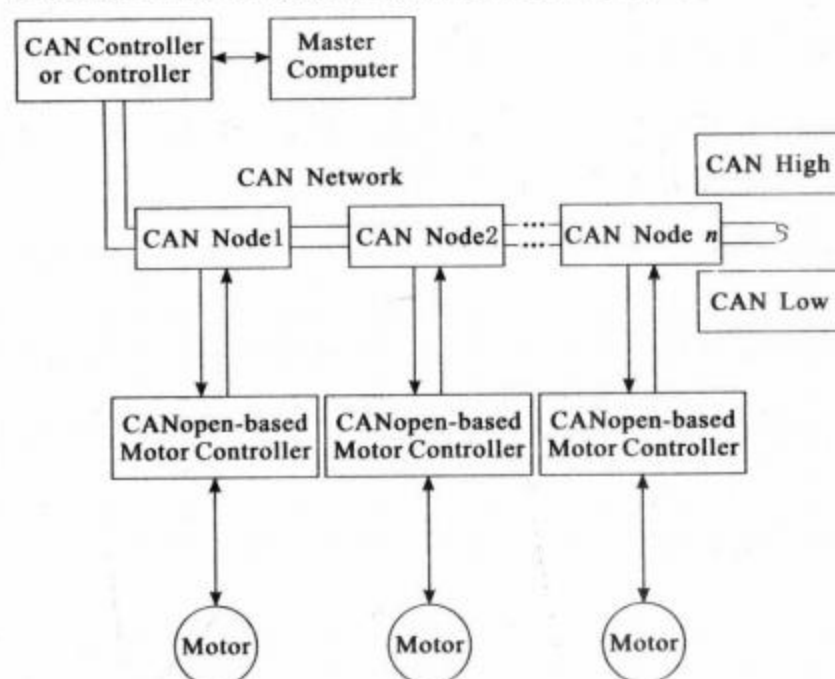 CAN Controller
or Controller
Master
Computer
CAN Network
CAN High
CAN Node1
CAN Node2
...
...
CAN Node n
CAN Low
CANopen-based
Motor Controller
CANopen-based
Motor Controller
CANopen-based
Motor Controller
Motor
Motor
Motor